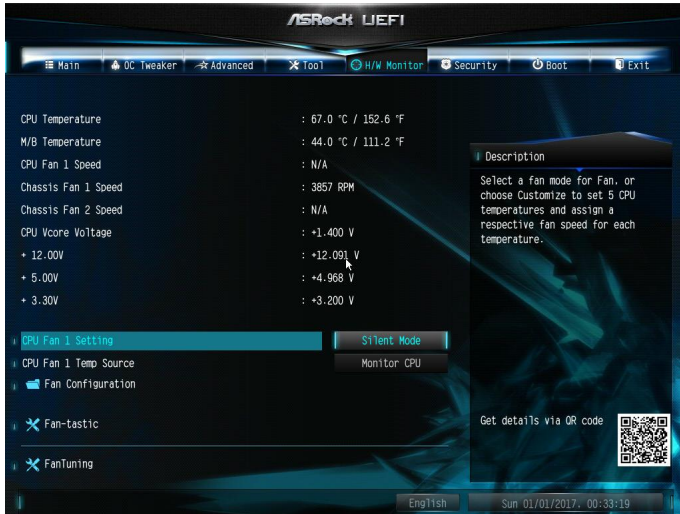 ASRock UEFI
Main OC Tweaker Advanced Tool H/W Monitor Security Boot Exit
CPU Temperature : 67.0 °C / 152.6 °F
M/B Temperature : 44.0 °C / 111.2 °F
CPU Fan 1 Speed : N/A
Chassis Fan 1 Speed : 3857 RPM
Chassis Fan 2 Speed : N/A
CPU Vcore Voltage : +1.400 V
+ 12.00V : +12.091 V
+ 5.00V : +4.968 V
+ 3.30V : +3.200 V
CPU Fan 1 Setting Silent Mode
CPU Fan 1 Temp Source Monitor CPU
Fan Configuration
Fan-tastic
FanTuning
Description
Select a fan mode for Fan. or
choose Customize to set 5 CPU
temperatures and assign a
respective fan speed for each
temperature.
Get details via QR code
English Sun 01/01/2017. 00:33:19